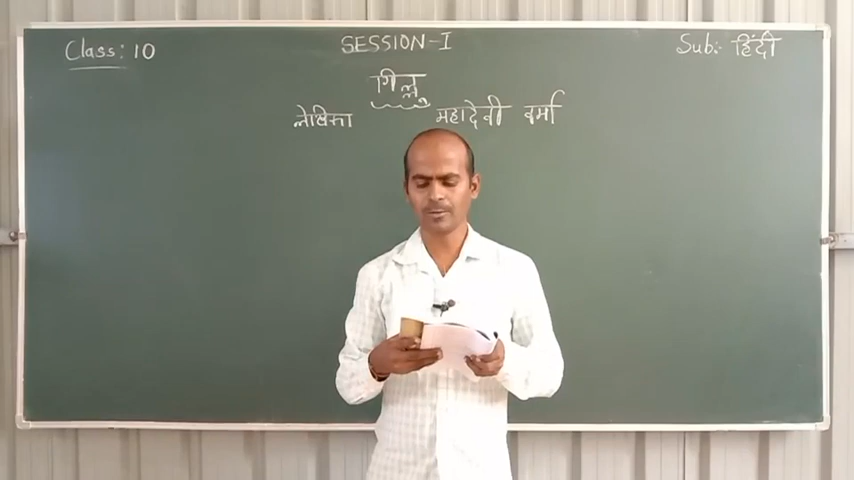 Class: 10 SESSION-I Sub:- हिंदी
गिल्लू
लेखिका महादेवी वर्मा